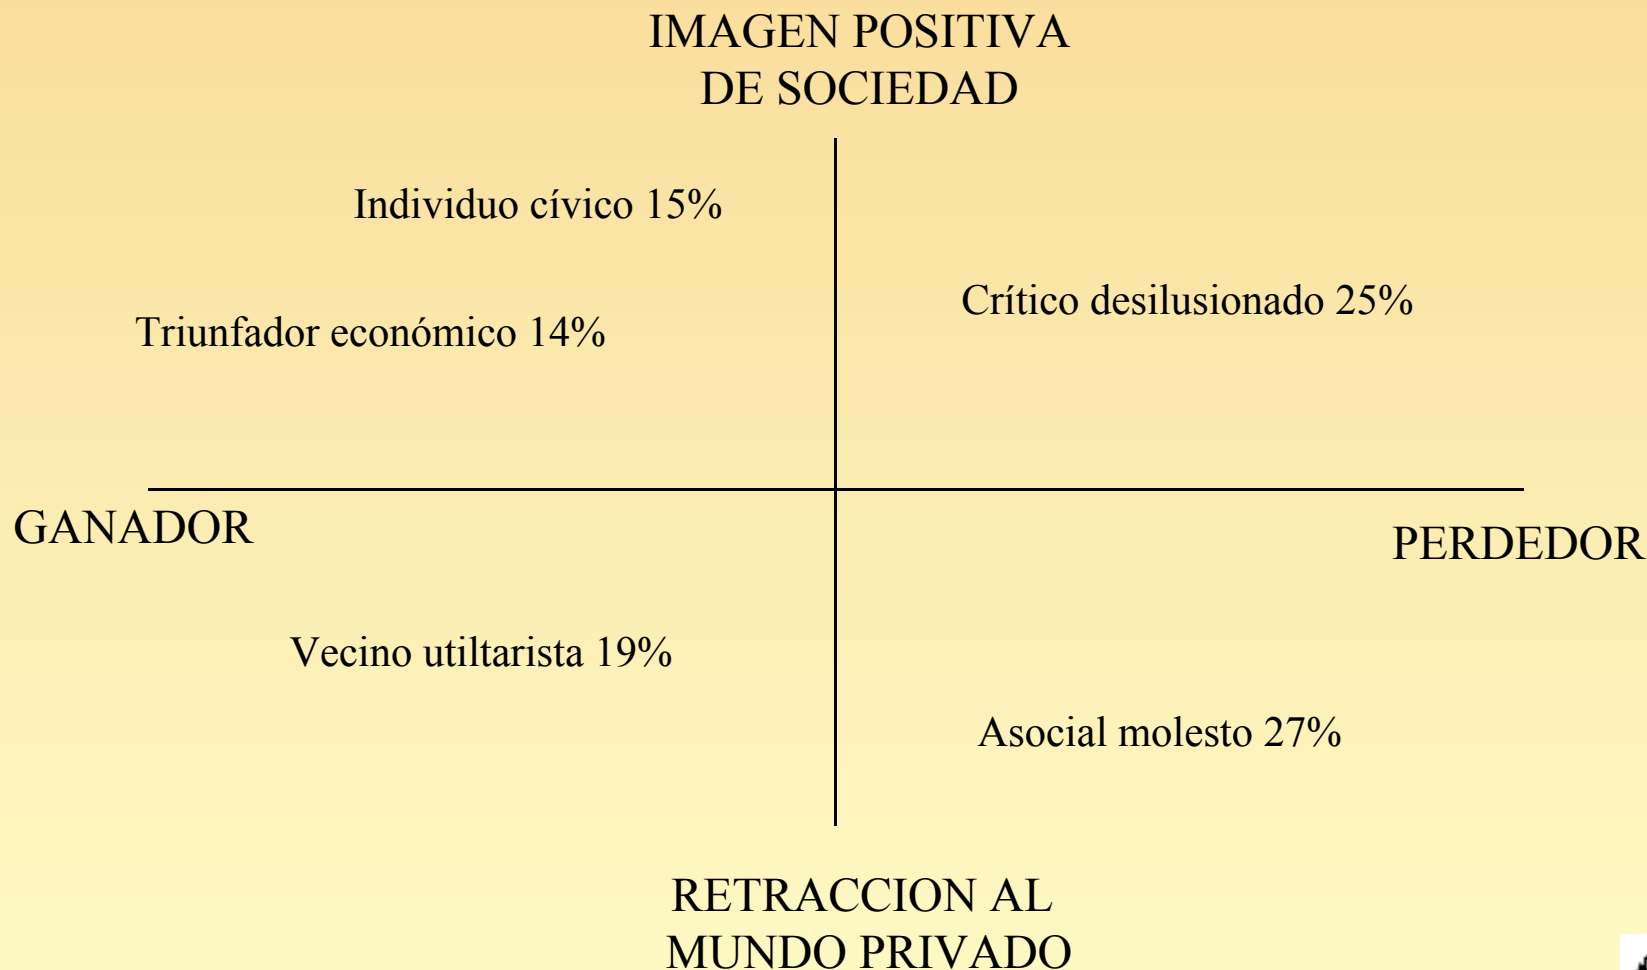 IMAGEN POSITIVA
DE SOCIEDAD
Individuo cívico 15%
Crítico desilusionado 25%
Triunfador económico 14%
GANADOR
PERDEDOR
Vecino utiltarista 19%
Asocial molesto 27%
RETRACCION AL
MUNDO PRIVADO